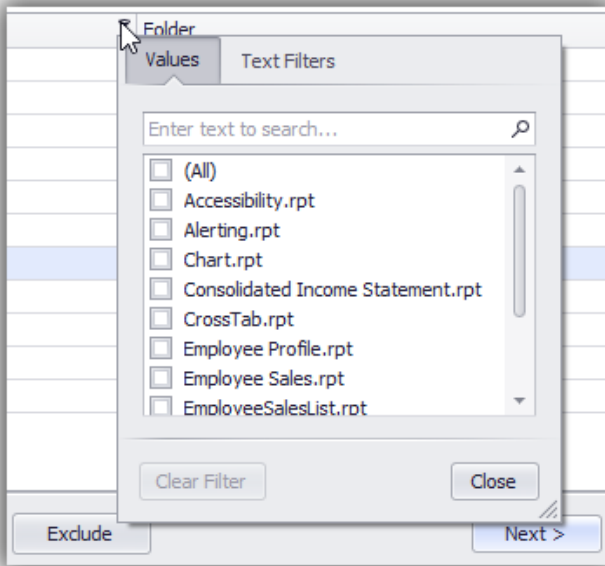 Folder
Values Text Filters
Enter text to search...
(All)
Accessibility.rpt
Alerting.rpt
Chart.rpt
Consolidated Income Statement.rpt
CrossTab.rpt
Employee Profile.rpt
Employee Sales.rpt
EmployeeSalesList.rpt
Clear Filter Close
Exclude Next >